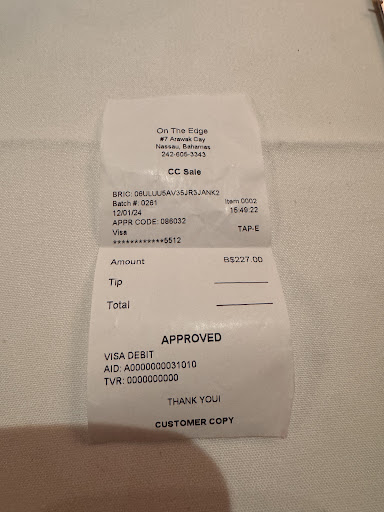 On The Edge
#7 Arawak Cay
Nassau, Bahamas
242-606-3343
CC Sale
BRIC: 06ULUU5AV35JR3JANK2
Batch #: 0261 Item 0002
12/01/24 15:49:22
APPR CODE: 086032
Visa TAP-E
************5512
Amount B$227.00
Tip
Total
APPROVED
VISA DEBIT
AID: A0000000031010
TVR: 0000000000
THANK YOU!
CUSTOMER COPY